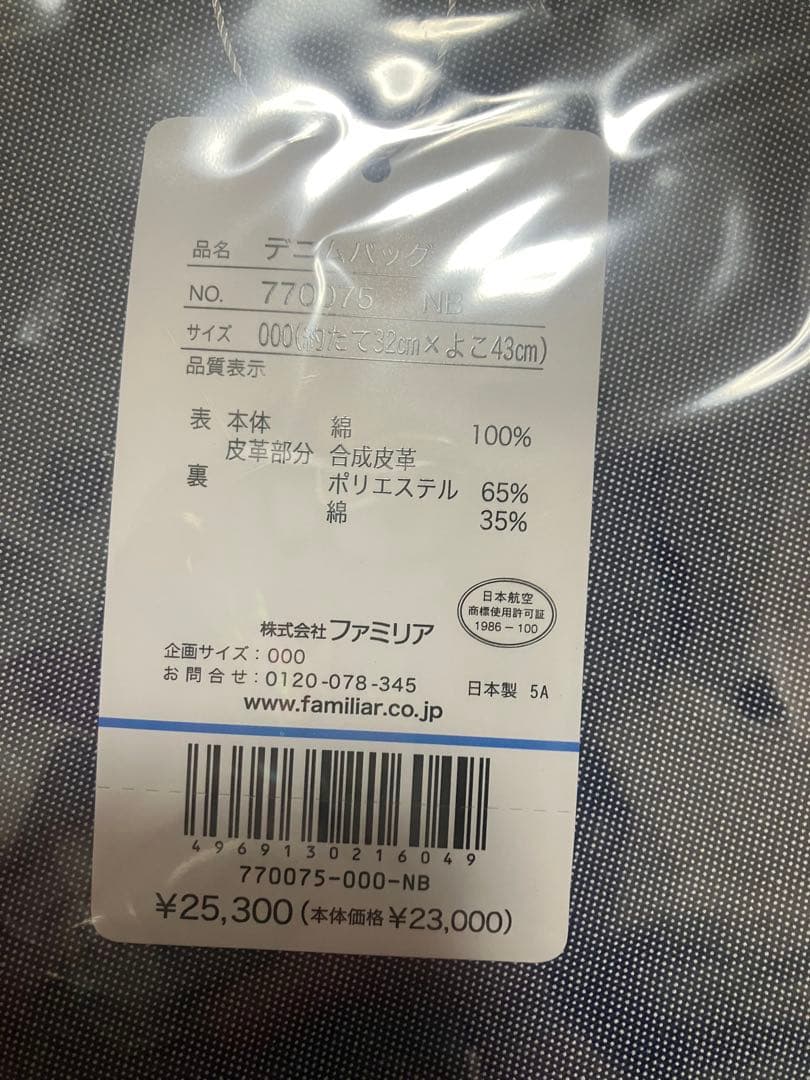 品名 デニムバッグ
NO. 770075 NB
サイズ 000(約たて32cm×よこ43cm)
品質表示
表 本体 綿 100%
皮革部分 合成皮革
裏 ポリエステル 65%
綿 35%
日本航空
商標使用許可証
1986-100
株式会社ファミリア
企画サイズ:000
お問合せ:0120-078-345
日本製 5A
www.familiar.co.jp
4969130216049
770075-000-NB
¥25,300(本体価格¥23,000)